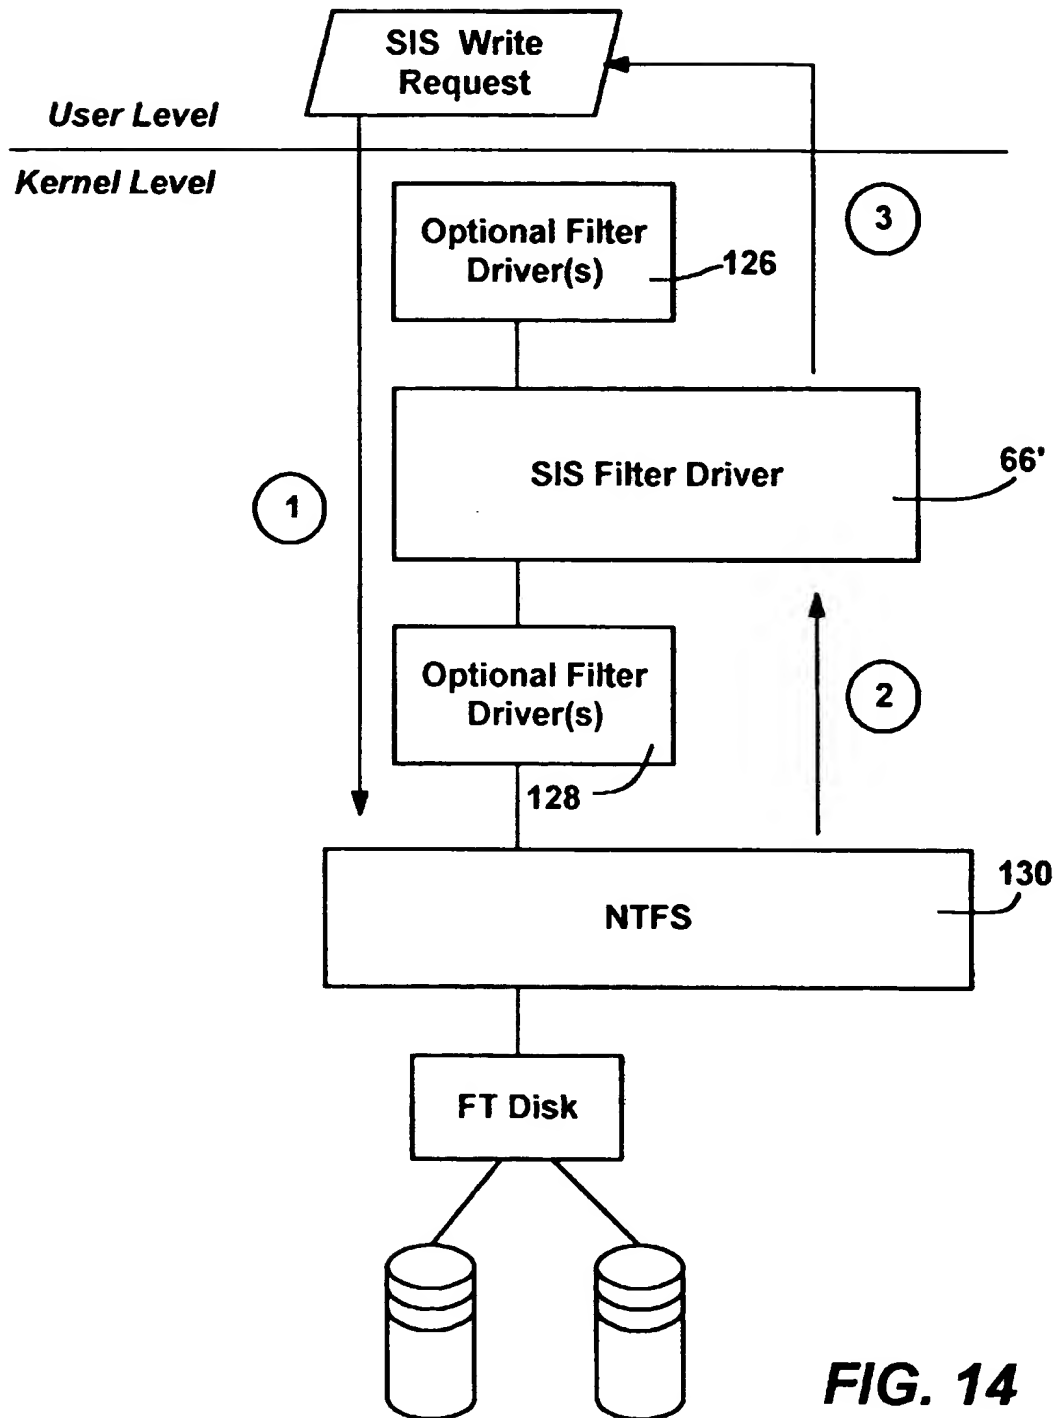 SIS Write
Request
User Level
Kernel Level
Optional Filter
Driver(s)
126
3
SIS Filter Driver
66'
1
Optional Filter
Driver(s)
128
2
NTFS
130
FT Disk
FIG. 14